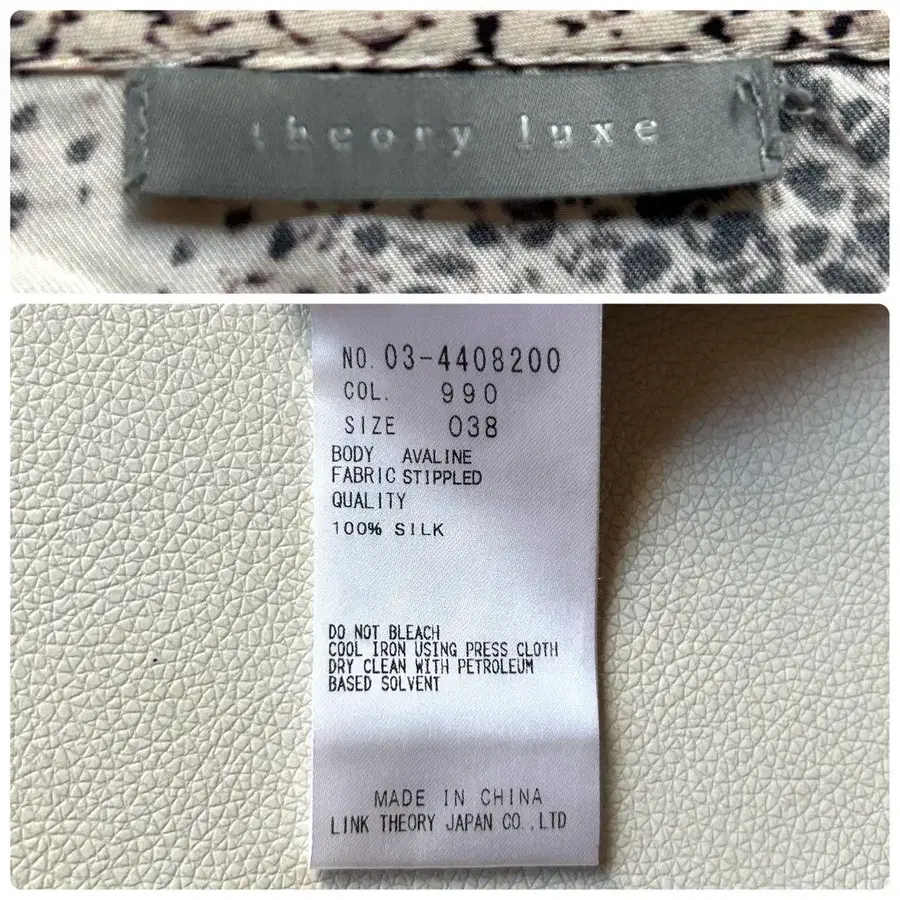 theory luxe
NO. 03-4408200
COL. 990
SIZE 038
BODY AVALINE
FABRIC STIPPLED
QUALITY
100% SILK
DO NOT BLEACH
COOL IRON USING PRESS CLOTH
DRY CLEAN WITH PETROLEUM
BASED SOLVENT
MADE IN CHINA
LINK THEORY JAPAN CO.,LTD